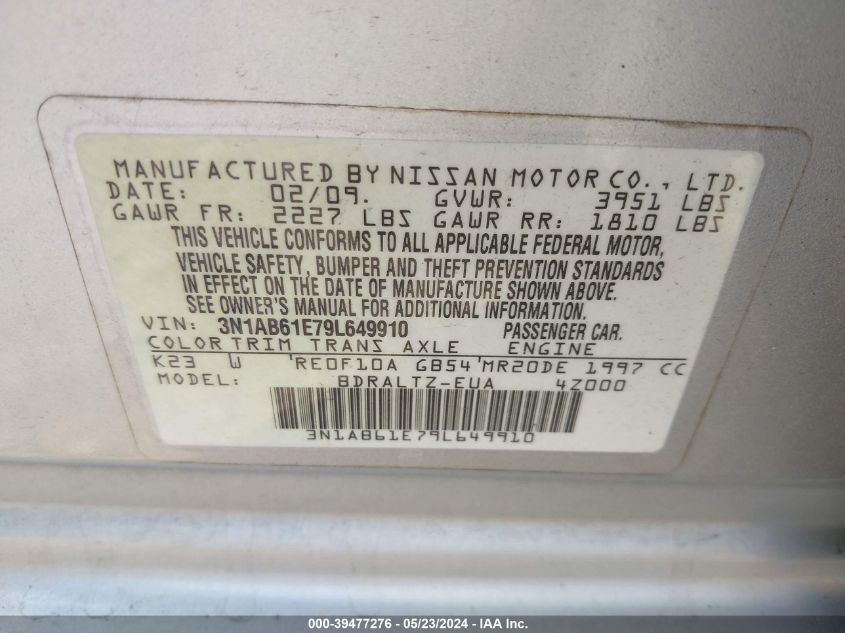 MANUFACTURED BY NISSAN MOTOR CO., LTD.
DATE: 02/09. GVWR: 3951 LBS
GAWR FR: 2227 LBS GAWR RR: 1810 LBS
THIS VEHICLE CONFORMS TO ALL APPLICABLE FEDERAL MOTOR,
VEHICLE SAFETY, BUMPER AND THEFT PREVENTION STANDARDS
IN EFFECT ON THE DATE OF MANUFACTURE SHOWN ABOVE.
SEE OWNER'S MANUAL FOR ADDITIONAL INFORMATION.
VIN: 3N1AB61E79L649910 PASSENGER CAR.
COLOR TRIM TRANS AXLE ENGINE
K23 W 'RE0F10A GB54'MR20DE 1997 CC
MODEL: BDRALTZ-EUA 4Z000
3N1AB61E79L649910
000-39477276 - 05/23/2024 - IAA Inc.